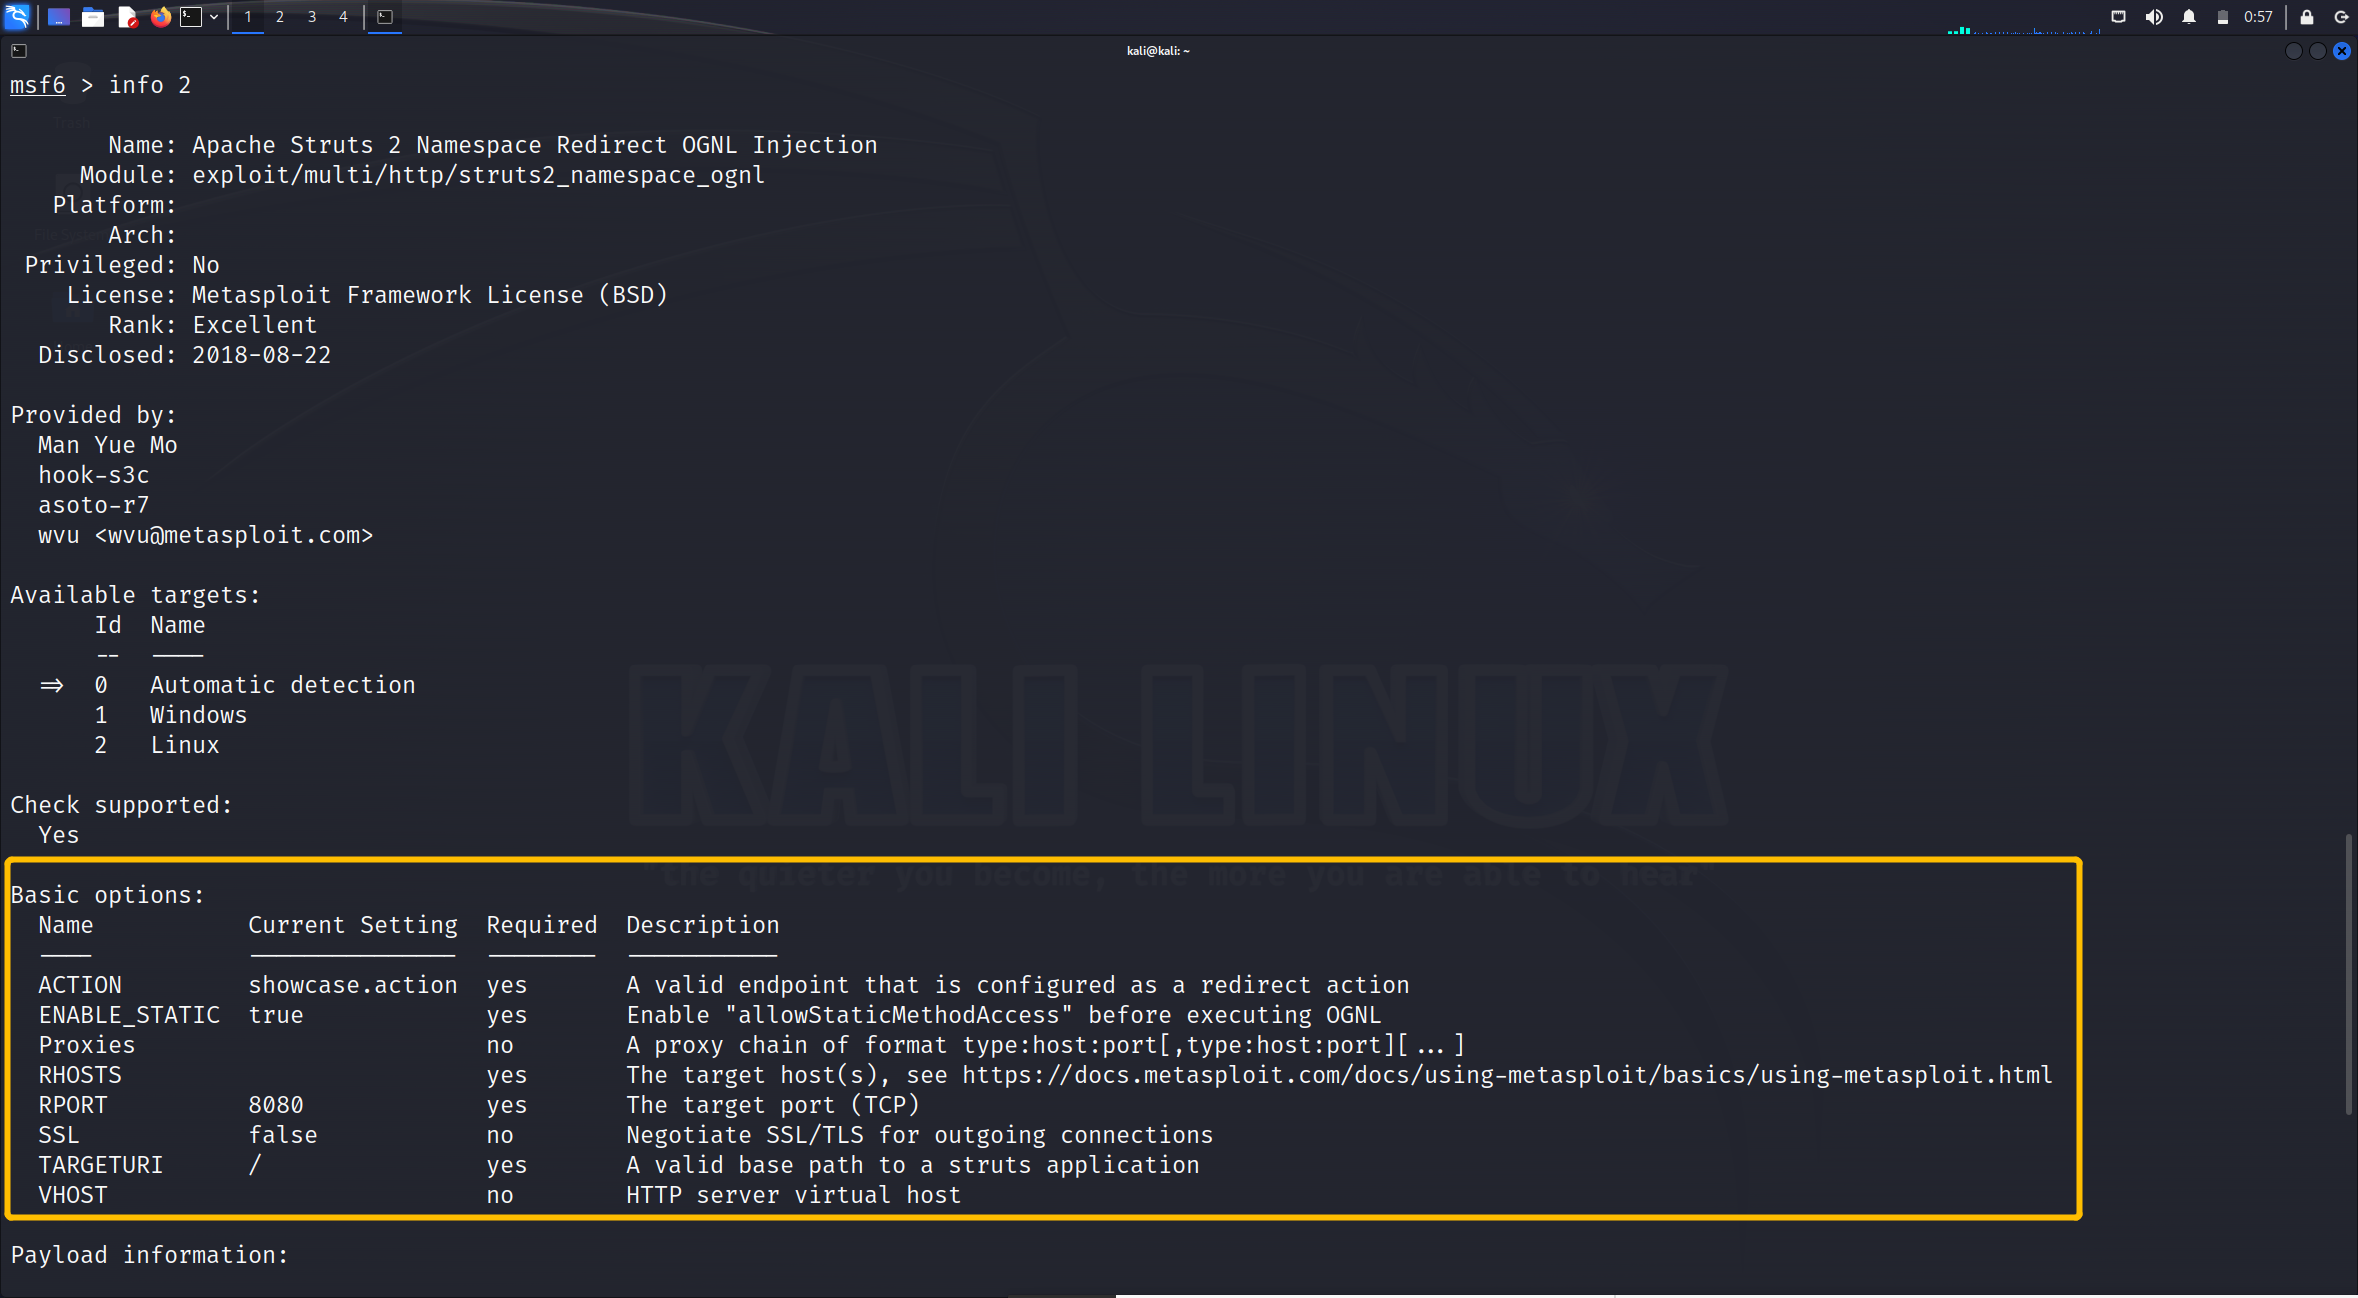 1 2 3 4 0:57
kali@kali: ~
msf6 > info 2
Name: Apache Struts 2 Namespace Redirect OGNL Injection
Module: exploit/multi/http/struts2_namespace_ognl
Platform:
Arch:
Privileged: No
License: Metasploit Framework License (BSD)
Rank: Excellent
Disclosed: 2018-08-22
Provided by:
Man Yue Mo
hook-s3c
asoto-r7
wvu <wvu@metasploit.com>
Available targets:
Id Name
-- ----
=> 0 Automatic detection
1 Windows
2 Linux
KALI LINUX
Check supported:
Yes
"the quieter you become, the more you are able to hear"
Basic options:
Name Current Setting Required Description
---- --------------- -------- -----------
ACTION showcase.action yes A valid endpoint that is configured as a redirect action
ENABLE_STATIC true yes Enable "allowStaticMethodAccess" before executing OGNL
Proxies no A proxy chain of format type:host:port[,type:host:port][...]
RHOSTS yes The target host(s), see https://docs.metasploit.com/docs/using-metasploit/basics/using-metasploit.html
RPORT 8080 yes The target port (TCP)
SSL false no Negotiate SSL/TLS for outgoing connections
TARGETURI / yes A valid base path to a struts application
VHOST no HTTP server virtual host
Payload information: